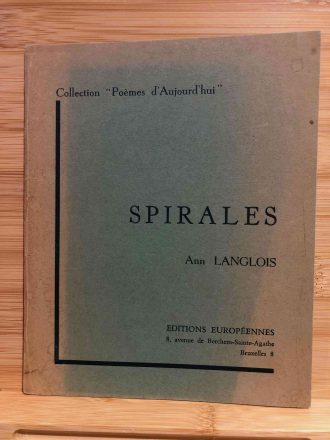 Collection "Poèmes d'Aujourd'hui"
SPIRALES
Ann LANGLOIS
EDITIONS EUROPÉENNES
8, avenue de Berchem-Sainte-Agathe
Bruxelles 8